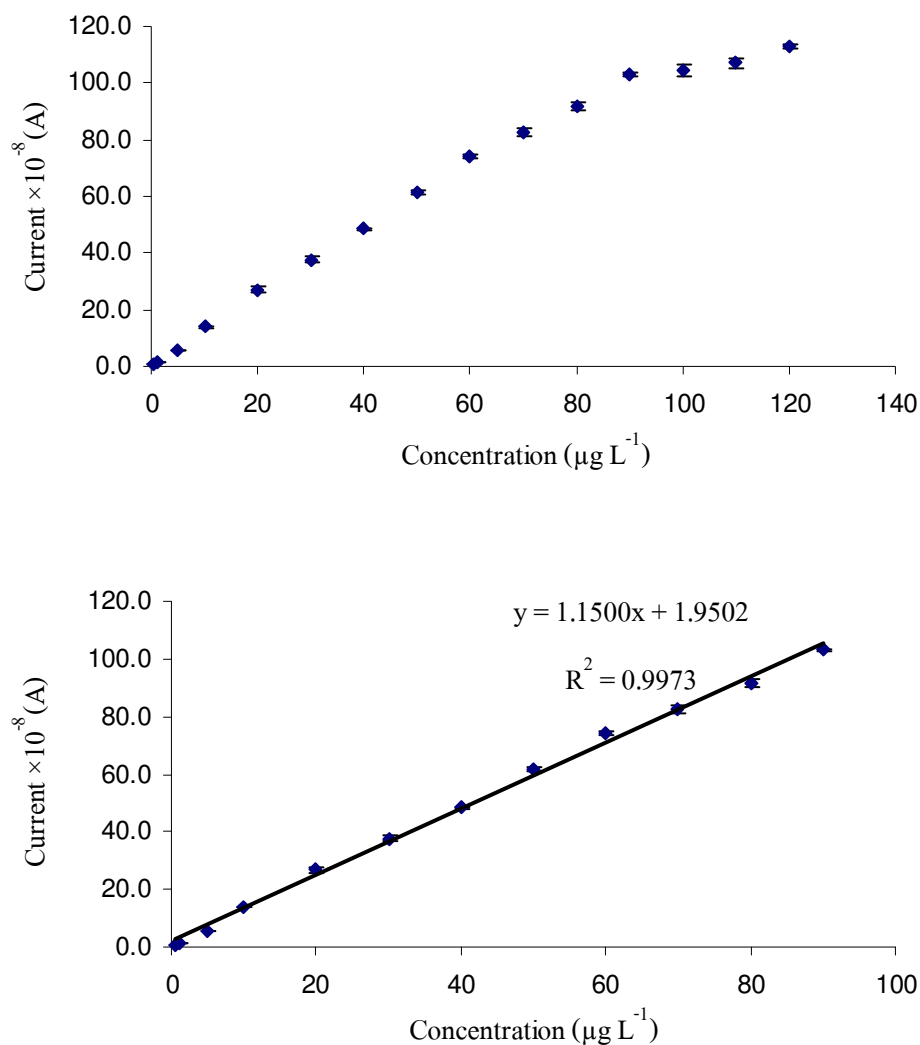 120.0
100.0
80.0
60.0
40.0
20.0
0.0
0 20 40 60 80 100 120 140
Current ×10⁻⁸ (A)
Concentration (µg L⁻¹)
120.0
100.0
80.0
60.0
40.0
20.0
0.0
0 20 40 60 80 100
Current ×10⁻⁸ (A)
y = 1.1500x + 1.9502
R² = 0.9973
Concentration (µg L⁻¹)